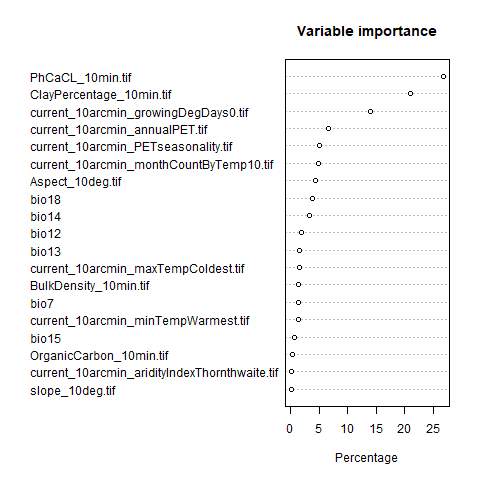 Variable importance
PhCaCL_10min.tif
ClayPercentage_10min.tif
current_10arcmin_growingDegDays0.tif
current_10arcmin_annualPET.tif
current_10arcmin_PETseasonality.tif
current_10arcmin_monthCountByTemp10.tif
Aspect_10deg.tif
bio18
bio14
bio12
bio13
current_10arcmin_maxTempColdest.tif
BulkDensity_10min.tif
bio7
current_10arcmin_minTempWarmest.tif
bio15
OrganicCarbon_10min.tif
current_10arcmin_aridityIndexThornthwaite.tif
slope_10deg.tif
0 5 10 15 20 25
Percentage